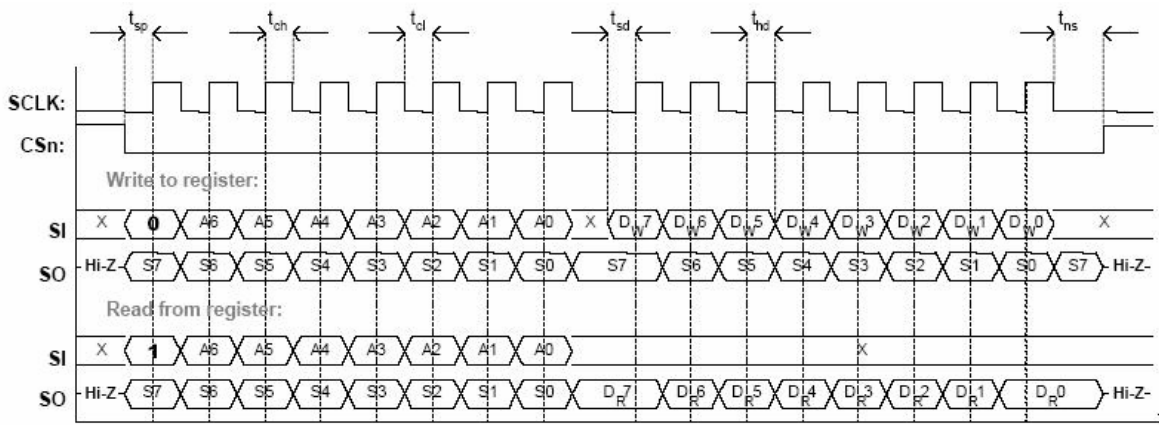 tsp tch tcl tsd thd tns
SCLK:
CSn:
Write to register:
SI X 0 A6 A5 A4 A3 A2 A1 A0 X DW7 DW6 DW5 DW4 DW3 DW2 DW1 DW0 X
SO Hi-Z S7 S6 S5 S4 S3 S2 S1 S0 S7 S6 S5 S4 S3 S2 S1 S0 S7 Hi-Z
Read from register:
SI X 1 A6 A5 A4 A3 A2 A1 A0 X
SO Hi-Z S7 S6 S5 S4 S3 S2 S1 S0 DR7 DR6 DR5 DR4 DR3 DR2 DR1 DR0 Hi-Z